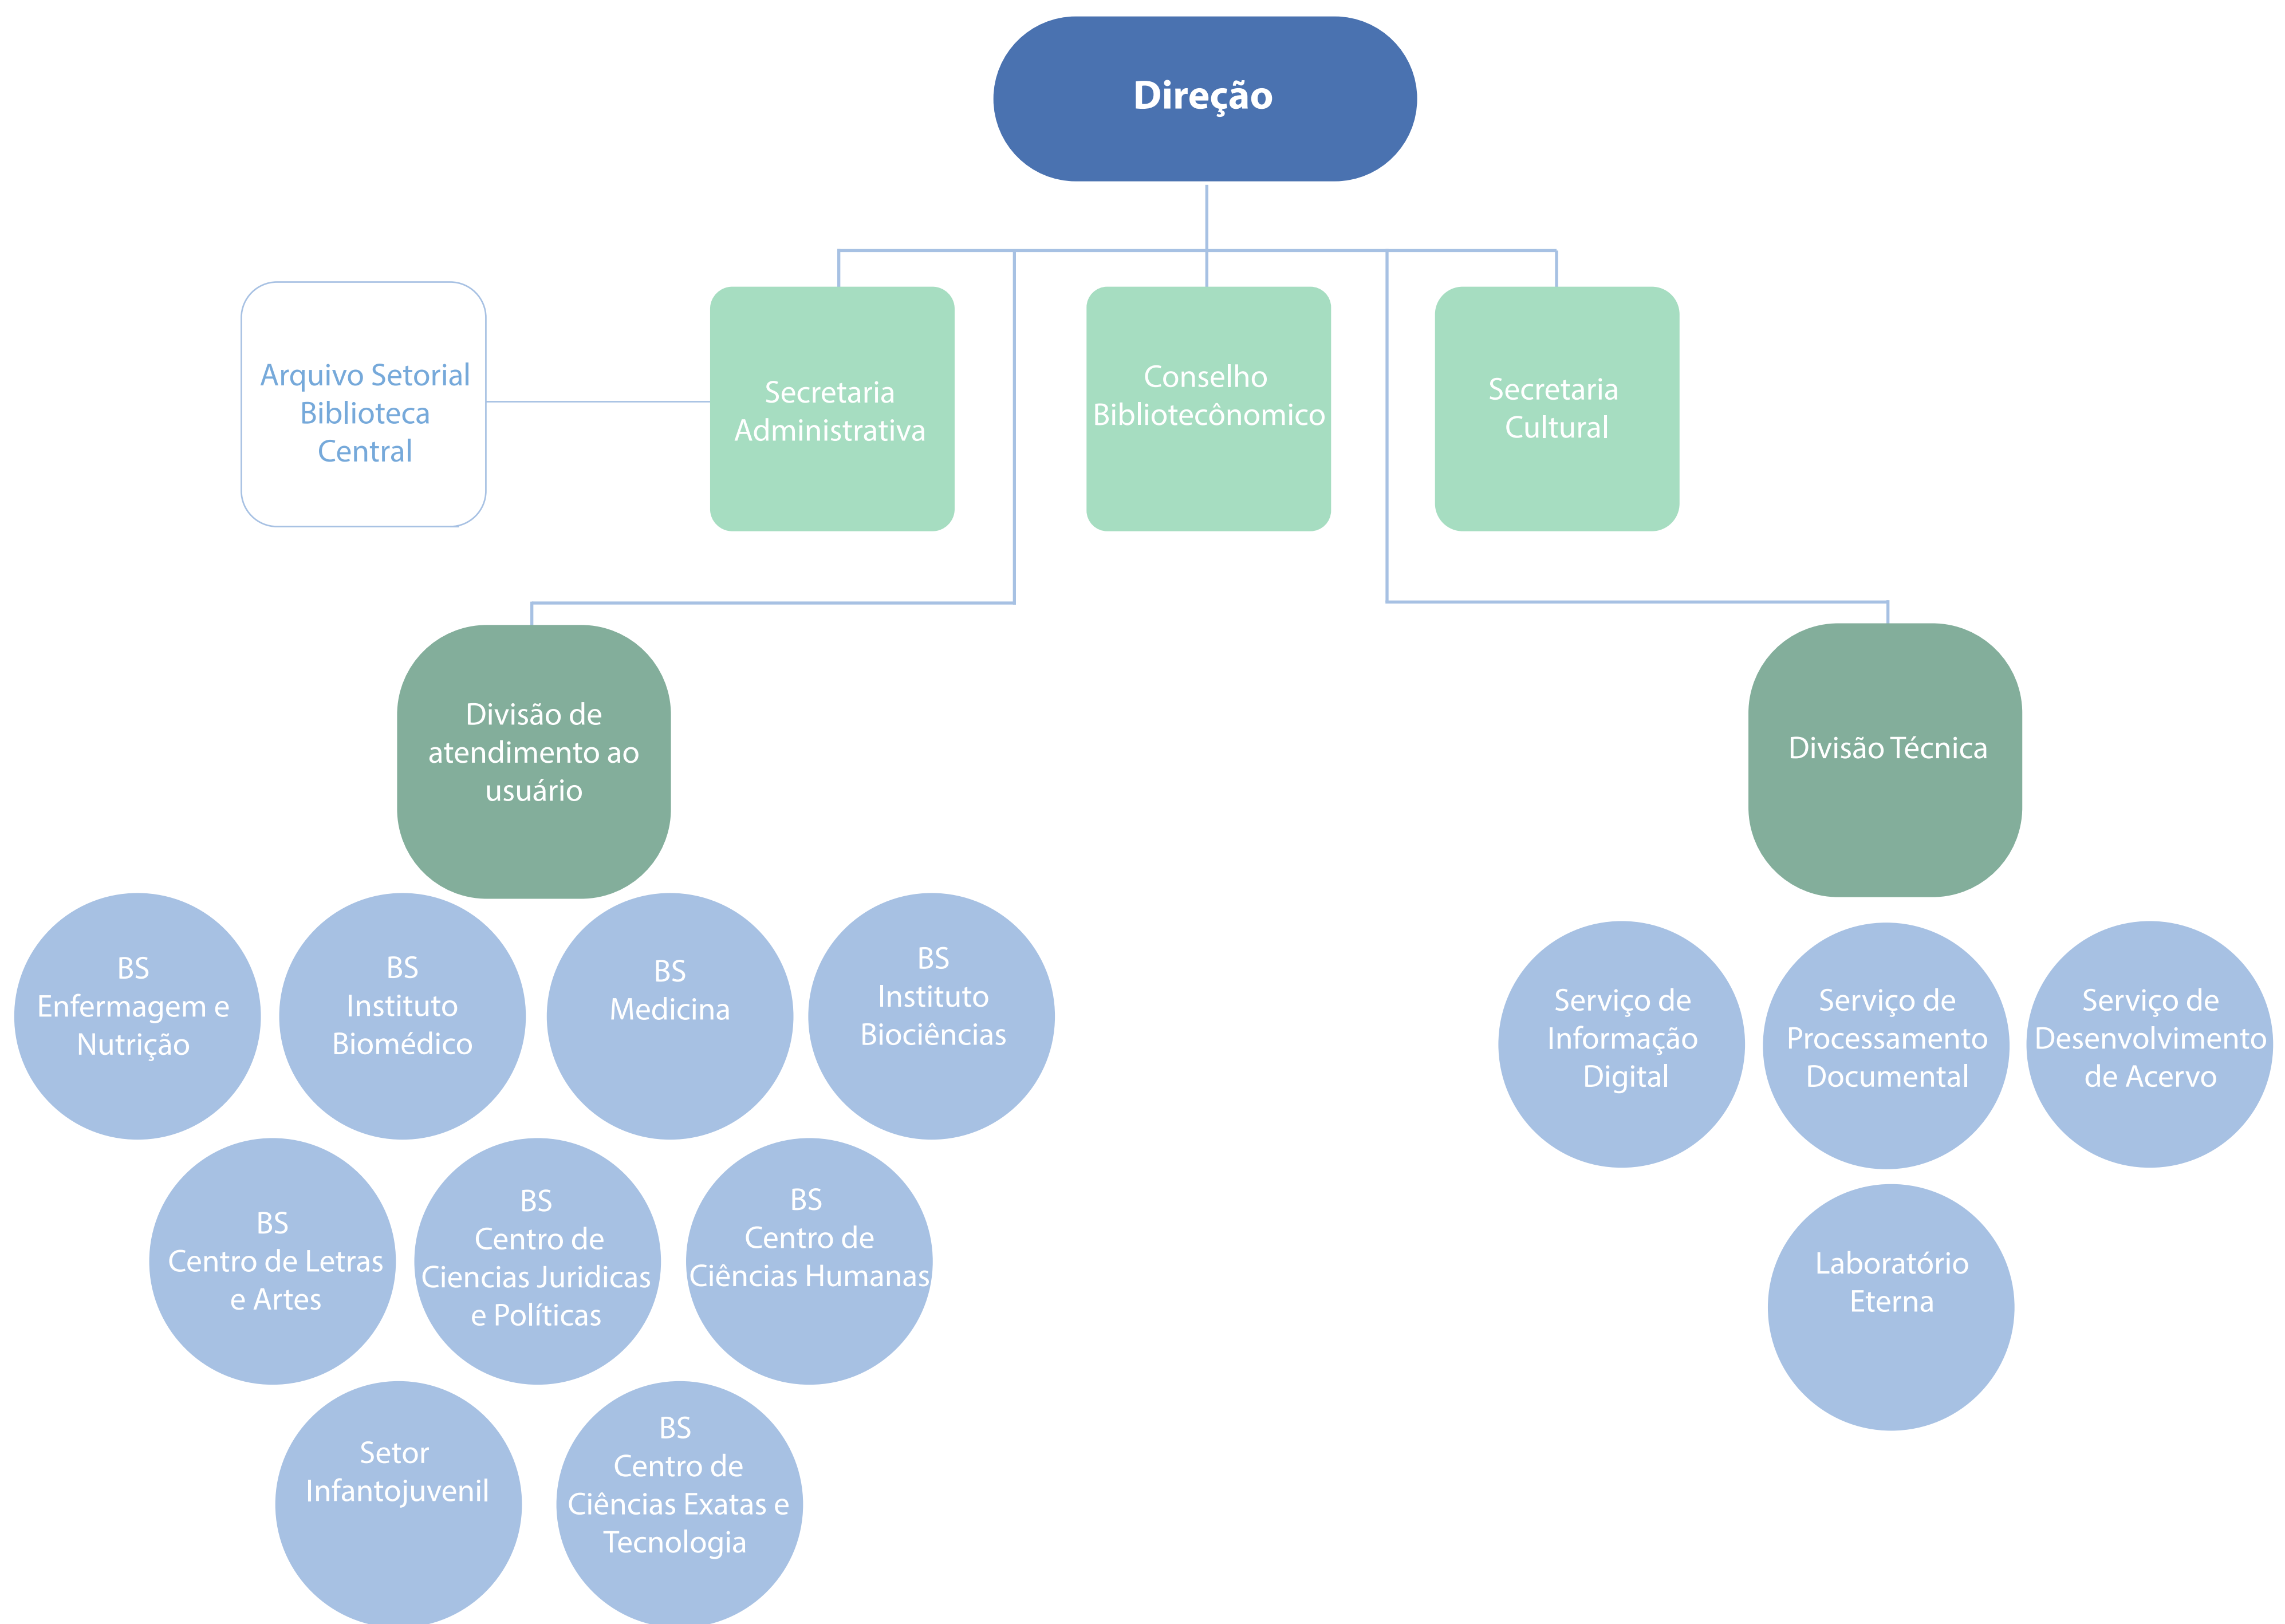 Direção
Arquivo Setorial
Biblioteca
Central
Secretaria
Administrativa
Conselho
Bibliotecônomico
Secretaria
Cultural
Divisão de
atendimento ao
usuário
Divisão Técnica
BS
Enfermagem e
Nutrição
BS
Instituto
Biomédico
BS
Medicina
BS
Instituto
Biociências
Serviço de
Informação
Digital
Serviço de
Processamento
Documental
Serviço de
Desenvolvimento
de Acervo
BS
Centro de Letras
e Artes
BS
Centro de
Ciencias Juridicas
e Políticas
BS
Centro de
Ciências Humanas
Laboratório
Eterna
Setor
Infantojuvenil
BS
Centro de
Ciências Exatas e
Tecnologia